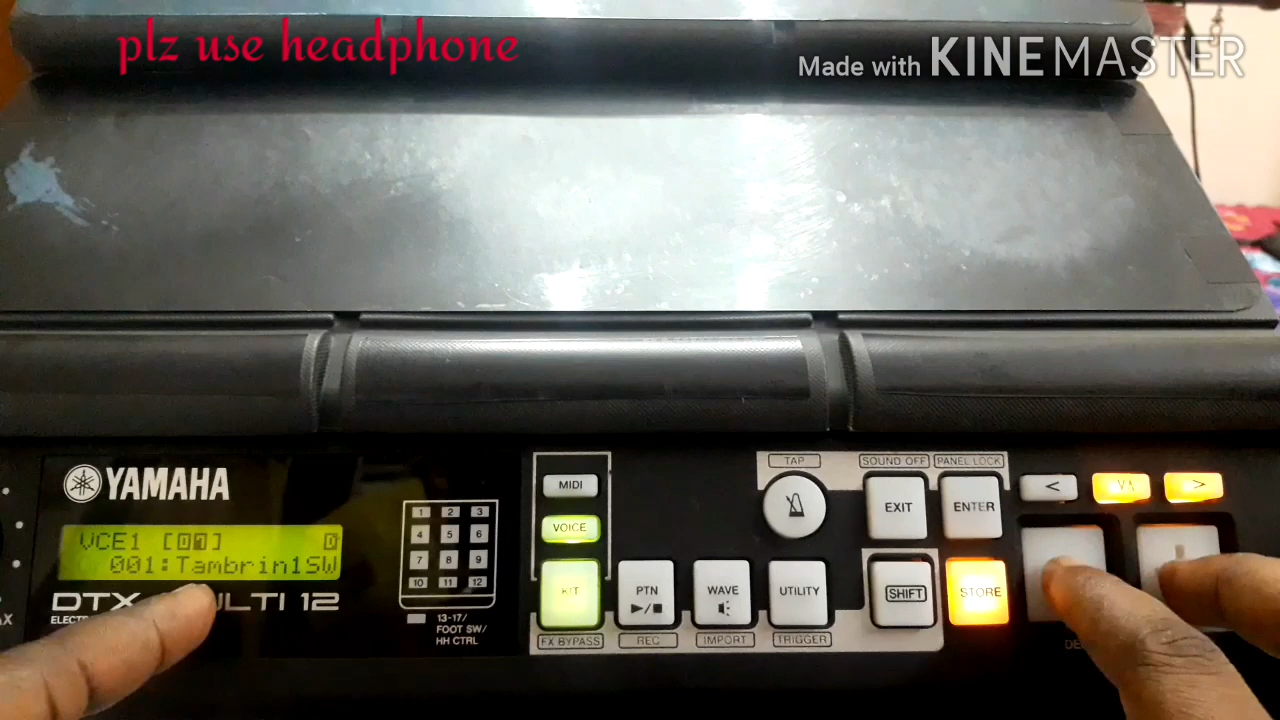 plz use headphone
Made with KINEMASTER
YAMAHA
VCE1 [01] D
001:Tambrin1SW
12
1 2 3
4 5 6
7 8 9
10 11 12
13-17/
FOOT SW/
HH CTRL
MIDI
VOICE
KIT
FX BYPASS
PTN
REC
WAVE
IMPORT
UTILITY
TRIGGER
TAP
SOUND OFF
PANEL LOCK
EXIT
ENTER
SHIFT
STORE
< >